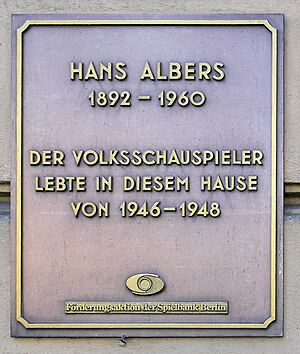 HANS ALBERS
1892 – 1960
DER VOLKSSCHAUSPIELER
LEBTE IN DIESEM HAUSE
VON 1946 – 1948
Förderungsaktion der Spielbank Berlin